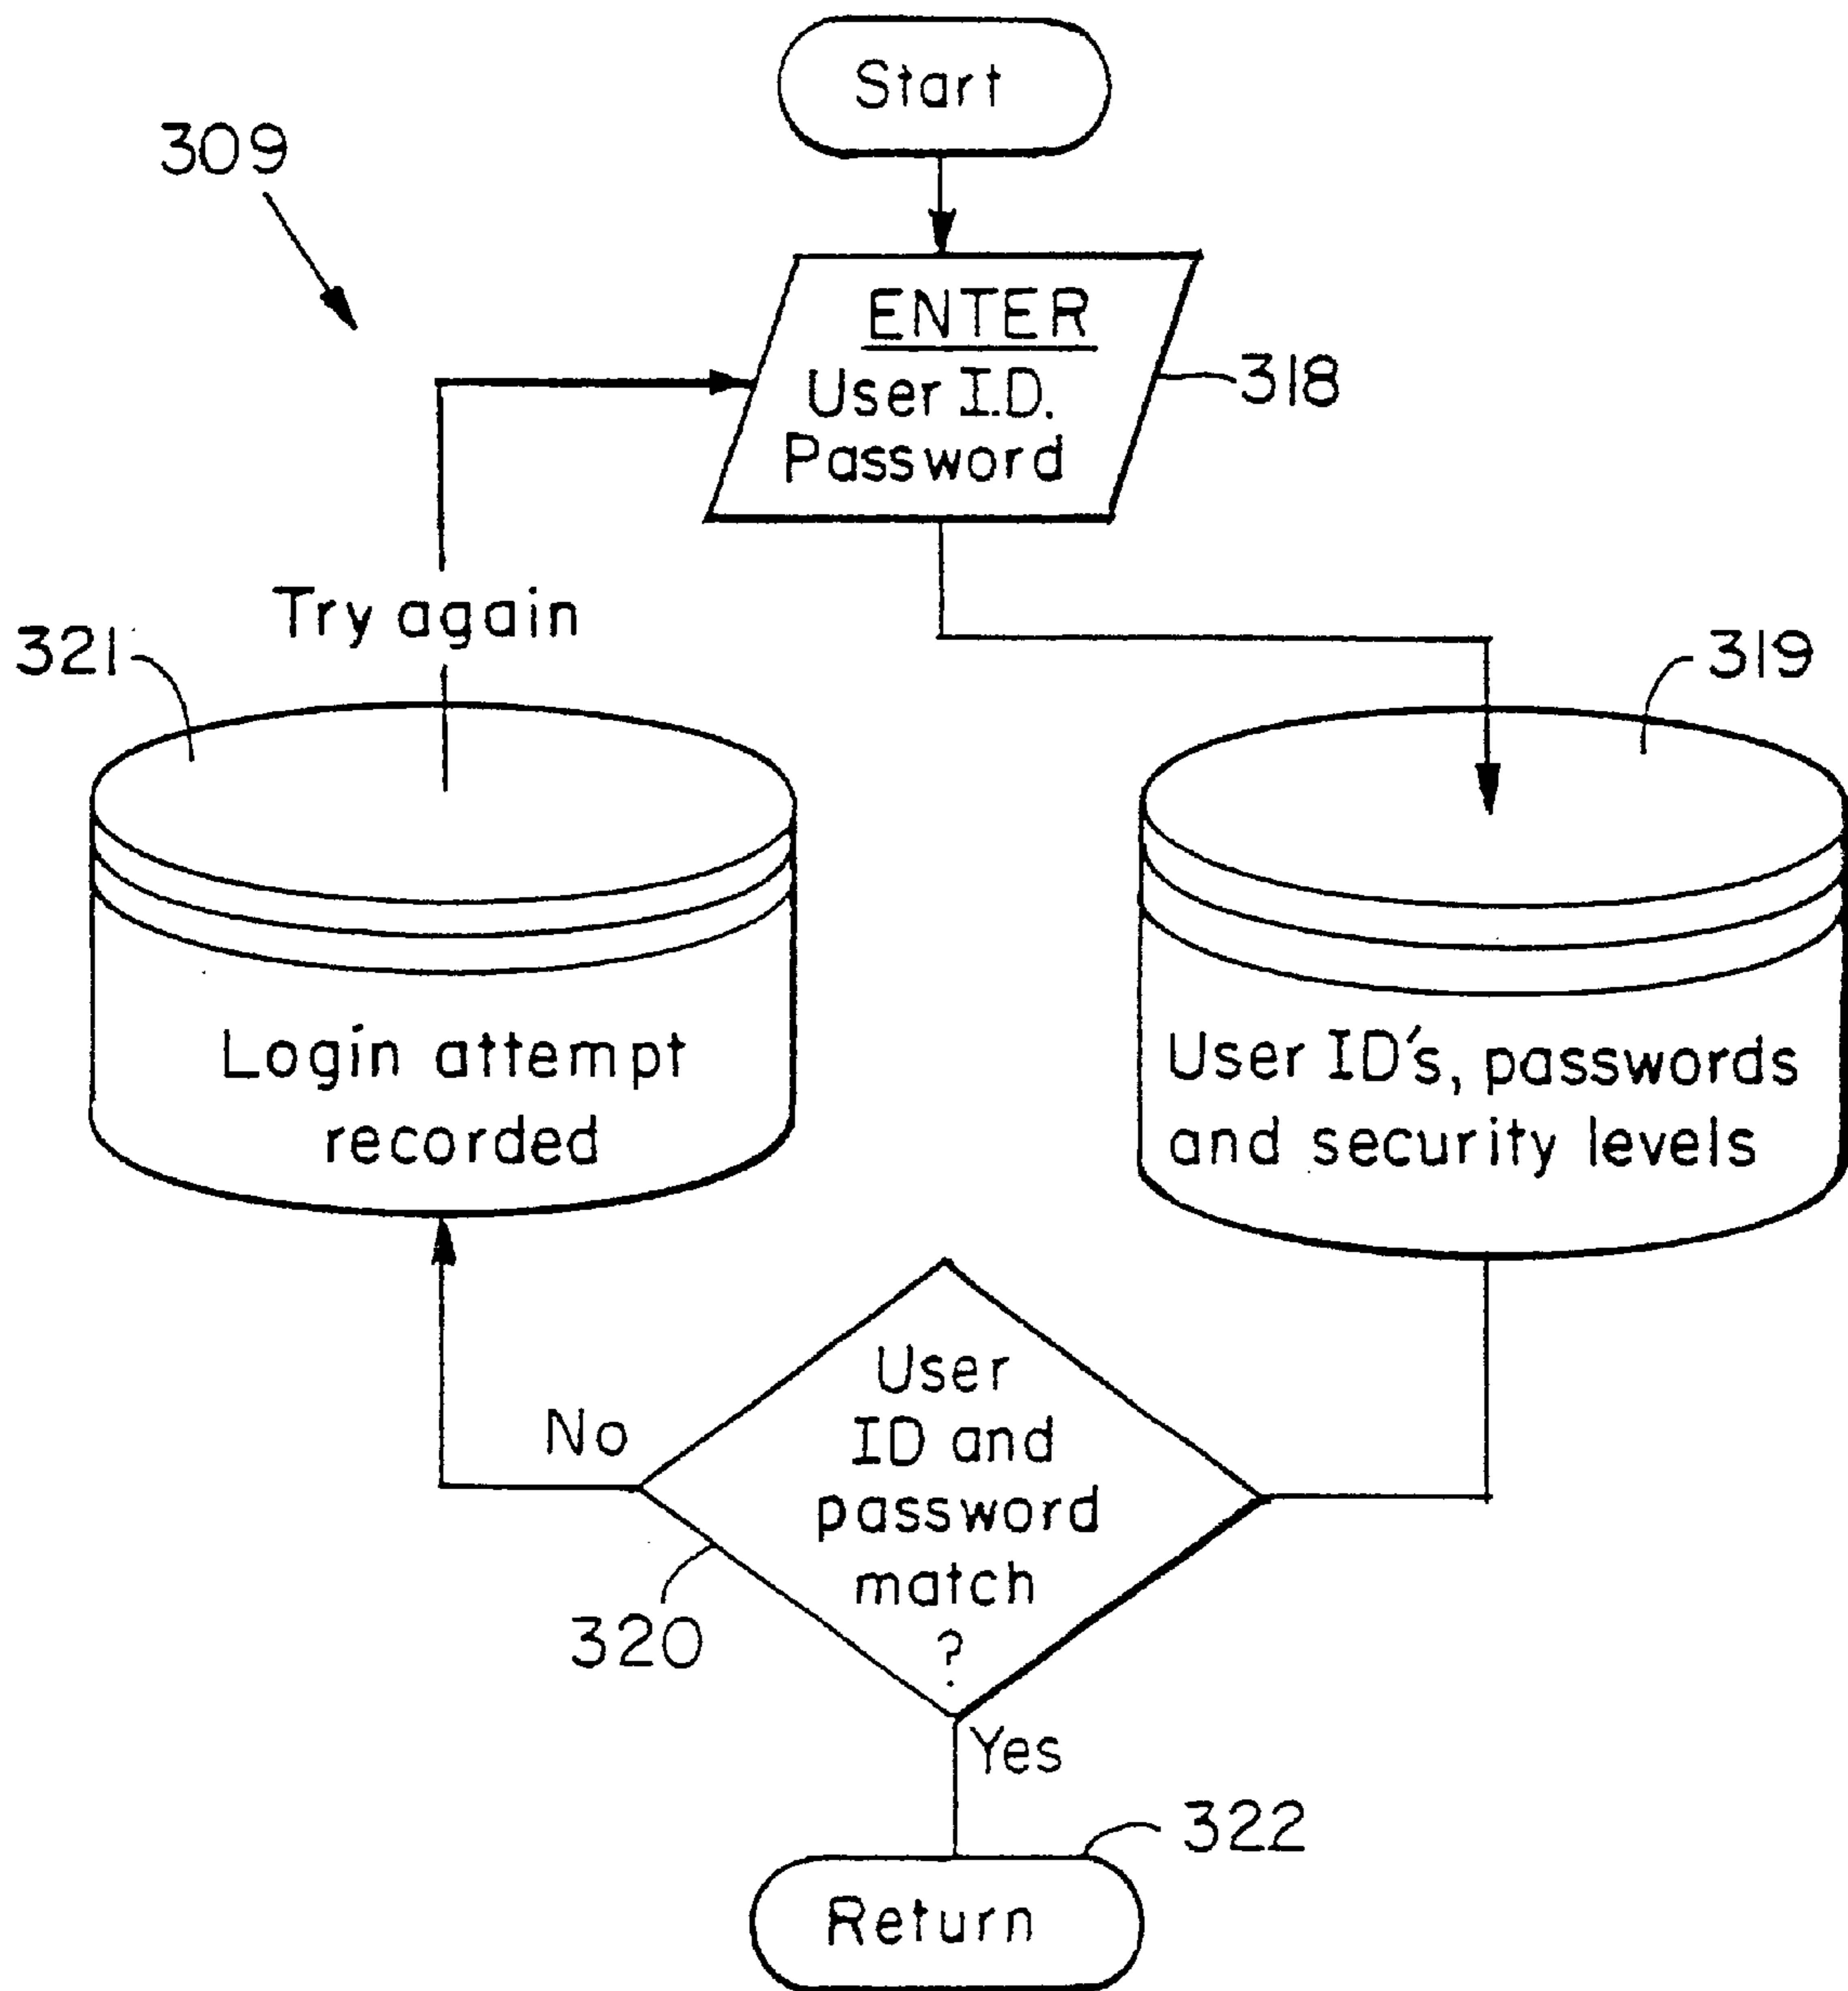 Start
309
ENTER
User I.D.
Password
318
Try again
321
319
Login attempt
recorded
User ID's, passwords
and security levels
User
ID and
password
match
?
No
320
Yes
322
Return